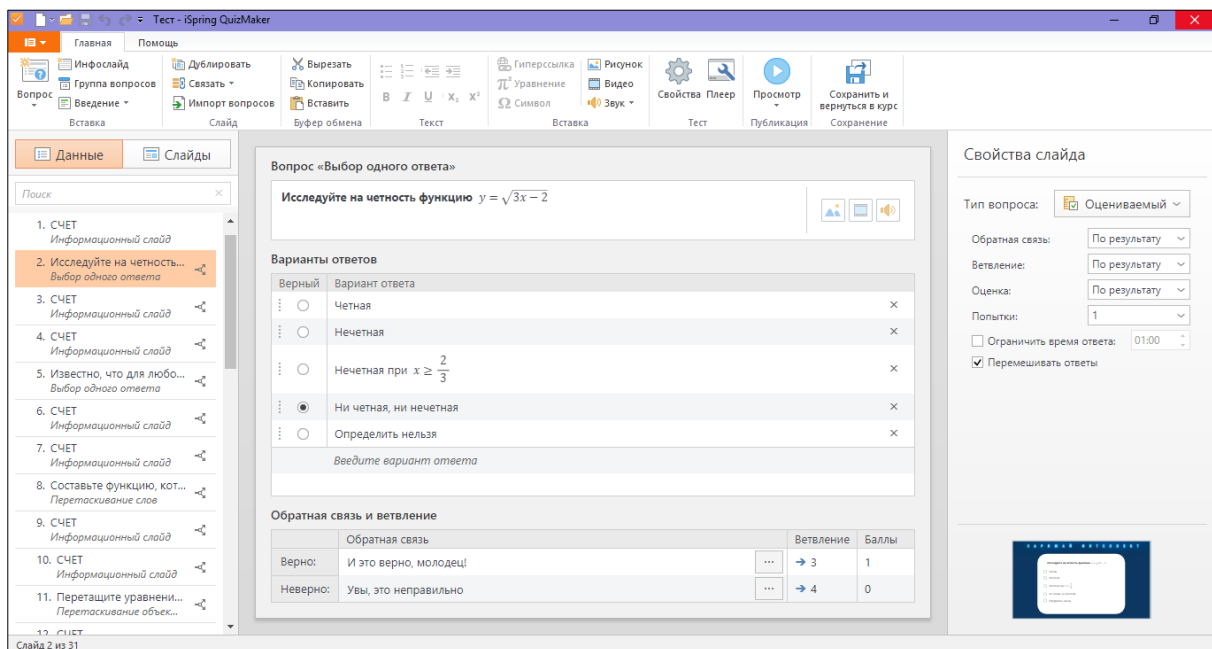 Тест - iSpring QuizMaker
Главная Помощь
Вопрос
Инфослайд
Группа вопросов
Введение
Вставка
Дублировать
Связать
Импорт вопросов
Слайд
Вырезать
Копировать
Вставить
Буфер обмена
B I U X₂ X²
Текст
Гиперссылка
π² Уравнение
Ω Символ
Рисунок
Видео
Звук
Вставка
Свойства Плеер
Тест
Просмотр
Публикация
Сохранить и
вернуться в курс
Сохранение
Данные Слайды
Поиск
1. СЧЕТ
Информационный слайд
2. Исследуйте на четность...
Выбор одного ответа
3. СЧЕТ
Информационный слайд
4. СЧЕТ
Информационный слайд
5. Известно, что для любо...
Выбор одного ответа
6. СЧЕТ
Информационный слайд
7. СЧЕТ
Информационный слайд
8. Составьте функцию, кот...
Перетаскивание слов
9. СЧЕТ
Информационный слайд
10. СЧЕТ
Информационный слайд
11. Перетащите уравнени...
Перетаскивание объек...
12. СЧЕТ
Слайд 2 из 31
Вопрос «Выбор одного ответа»
Исследуйте на четность функцию y = √(3x − 2)
Варианты ответов
Верный Вариант ответа
Четная
Нечетная
Нечетная при x ≥ 2/3
Ни четная, ни нечетная
Определить нельзя
Введите вариант ответа
Обратная связь и ветвление
Обратная связь Ветвление Баллы
Верно: И это верно, молодец! ... 3 1
Неверно: Увы, это неправильно ... 4 0
Свойства слайда
Тип вопроса: Оцениваемый
Обратная связь: По результату
Ветвление: По результату
Оценка: По результату
Попытки: 1
Ограничить время ответа: 01:00
Перемешивать ответы